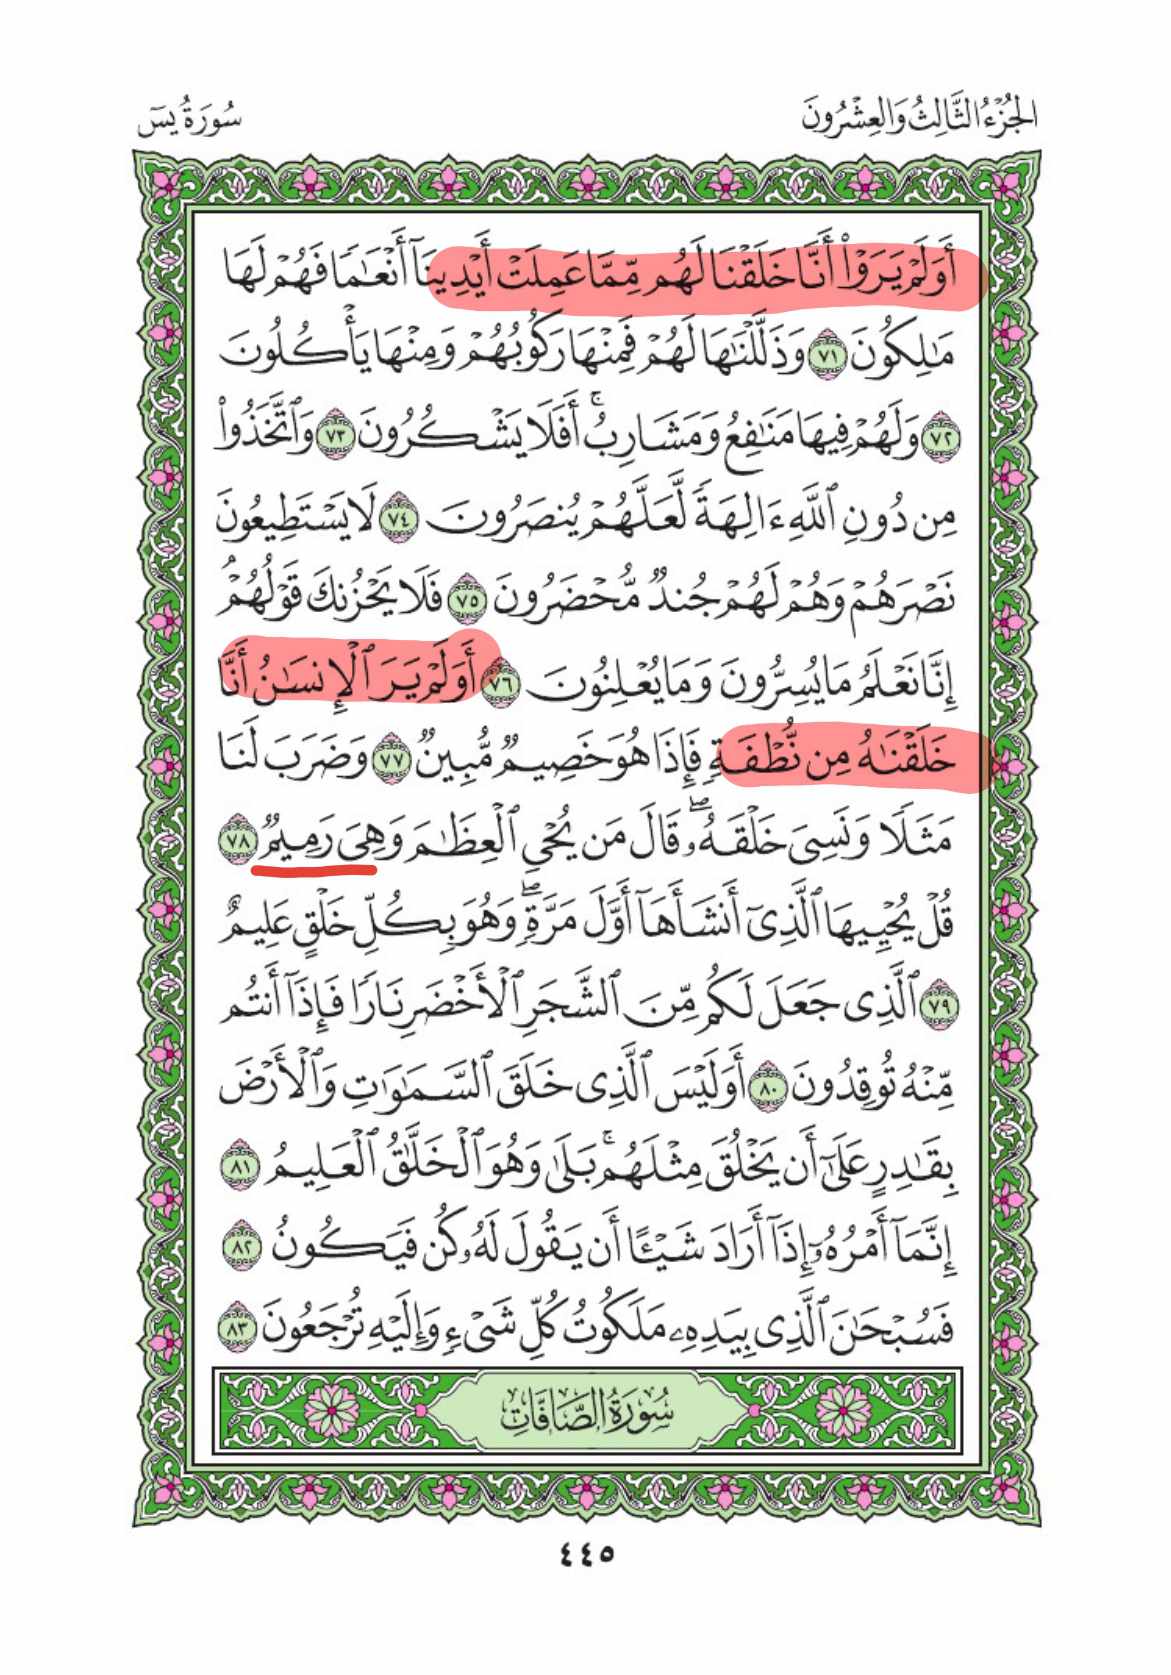 الجُزْءُ الثَّالِثُ وَالعِشْرُونَ
سُورَةُ يسٓ
أَوَلَمْ يَرَوْا۟ أَنَّا خَلَقْنَا لَهُم مِّمَّا عَمِلَتْ أَيْدِينَآ أَنْعَٰمًا فَهُمْ لَهَا
مَٰلِكُونَ ٧١ وَذَلَّلْنَٰهَا لَهُمْ فَمِنْهَا رَكُوبُهُمْ وَمِنْهَا يَأْكُلُونَ
٧٢ وَلَهُمْ فِيهَا مَنَٰفِعُ وَمَشَارِبُ ۚ أَفَلَا يَشْكُرُونَ ٧٣ وَٱتَّخَذُوا۟
مِن دُونِ ٱللَّهِ ءَالِهَةً لَّعَلَّهُمْ يُنصَرُونَ ٧٤ لَا يَسْتَطِيعُونَ
نَصْرَهُمْ وَهُمْ لَهُمْ جُندٌ مُّحْضَرُونَ ٧٥ فَلَا يَحْزُنكَ قَوْلُهُمْ ۘ
إِنَّا نَعْلَمُ مَا يُسِرُّونَ وَمَا يُعْلِنُونَ ٧٦ أَوَلَمْ يَرَ ٱلْإِنسَٰنُ أَنَّا
خَلَقْنَٰهُ مِن نُّطْفَةٍ فَإِذَا هُوَ خَصِيمٌ مُّبِينٌ ٧٧ وَضَرَبَ لَنَا
مَثَلًا وَنَسِىَ خَلْقَهُۥ ۖ قَالَ مَن يُحْىِ ٱلْعِظَٰمَ وَهِىَ رَمِيمٌ ٧٨
قُلْ يُحْيِيهَا ٱلَّذِىٓ أَنشَأَهَآ أَوَّلَ مَرَّةٍ ۖ وَهُوَ بِكُلِّ خَلْقٍ عَلِيمٌ
٧٩ ٱلَّذِى جَعَلَ لَكُم مِّنَ ٱلشَّجَرِ ٱلْأَخْضَرِ نَارًا فَإِذَآ أَنتُم
مِّنْهُ تُوقِدُونَ ٨٠ أَوَلَيْسَ ٱلَّذِى خَلَقَ ٱلسَّمَٰوَٰتِ وَٱلْأَرْضَ
بِقَٰدِرٍ عَلَىٰٓ أَن يَخْلُقَ مِثْلَهُم ۚ بَلَىٰ وَهُوَ ٱلْخَلَّٰقُ ٱلْعَلِيمُ ٨١
إِنَّمَآ أَمْرُهُۥٓ إِذَآ أَرَادَ شَيْـًٔا أَن يَقُولَ لَهُۥ كُن فَيَكُونُ ٨٢
فَسُبْحَٰنَ ٱلَّذِى بِيَدِهِۦ مَلَكُوتُ كُلِّ شَىْءٍ وَإِلَيْهِ تُرْجَعُونَ ٨٣
سُورَةُ الصَّافَّاتِ
٤٤٥